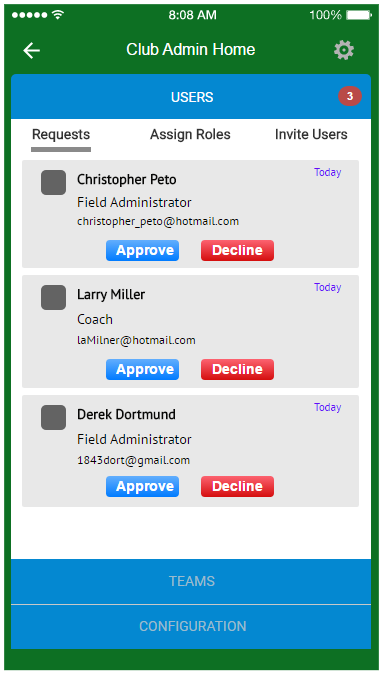 8:08 AM 100%
Club Admin Home
USERS 3
Requests Assign Roles Invite Users
Christopher Peto Today
Field Administrator
christopher_peto@hotmail.com
Approve Decline
Larry Miller Today
Coach
laMilner@hotmail.com
Approve Decline
Derek Dortmund Today
Field Administrator
1843dort@gmail.com
Approve Decline
TEAMS
CONFIGURATION